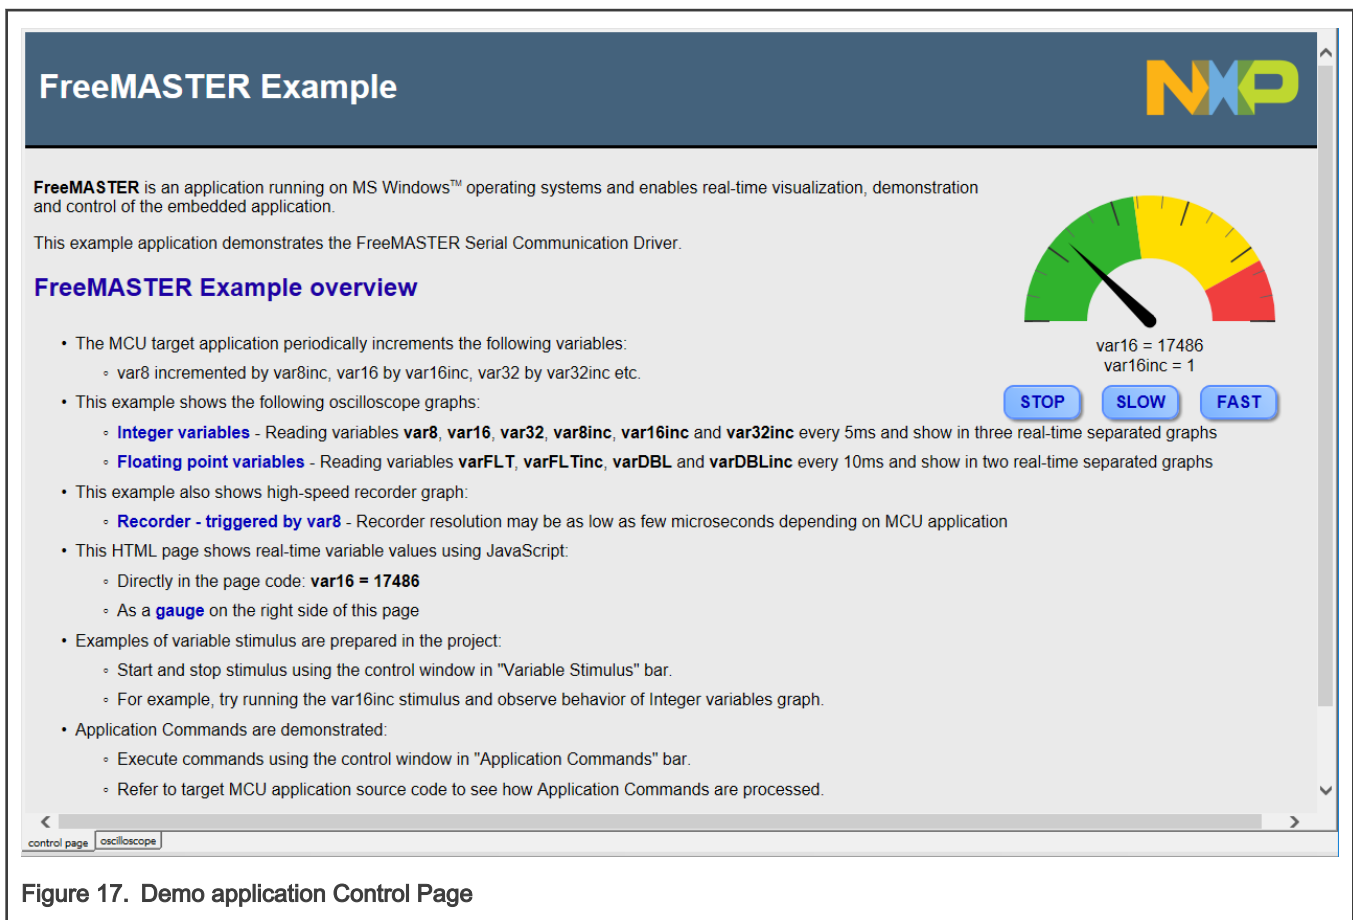 FreeMASTER Example
NXP
FreeMASTER is an application running on MS Windows™ operating systems and enables real-time visualization, demonstration
and control of the embedded application.
This example application demonstrates the FreeMASTER Serial Communication Driver.
FreeMASTER Example overview
• The MCU target application periodically increments the following variables:
◦ var8 incremented by var8inc, var16 by var16inc, var32 by var32inc etc.
• This example shows the following oscilloscope graphs:
var16 = 17486
var16inc = 1
STOP SLOW FAST
◦ Integer variables - Reading variables var8, var16, var32, var8inc, var16inc and var32inc every 5ms and show in three real-time separated graphs
◦ Floating point variables - Reading variables varFLT, varFLTinc, varDBL and varDBLinc every 10ms and show in two real-time separated graphs
• This example also shows high-speed recorder graph:
◦ Recorder - triggered by var8 - Recorder resolution may be as low as few microseconds depending on MCU application
• This HTML page shows real-time variable values using JavaScript:
◦ Directly in the page code: var16 = 17486
◦ As a gauge on the right side of this page
• Examples of variable stimulus are prepared in the project:
◦ Start and stop stimulus using the control window in "Variable Stimulus" bar.
◦ For example, try running the var16inc stimulus and observe behavior of Integer variables graph.
• Application Commands are demonstrated:
◦ Execute commands using the control window in "Application Commands" bar.
◦ Refer to target MCU application source code to see how Application Commands are processed.
control page oscilloscope
Figure 17. Demo application Control Page